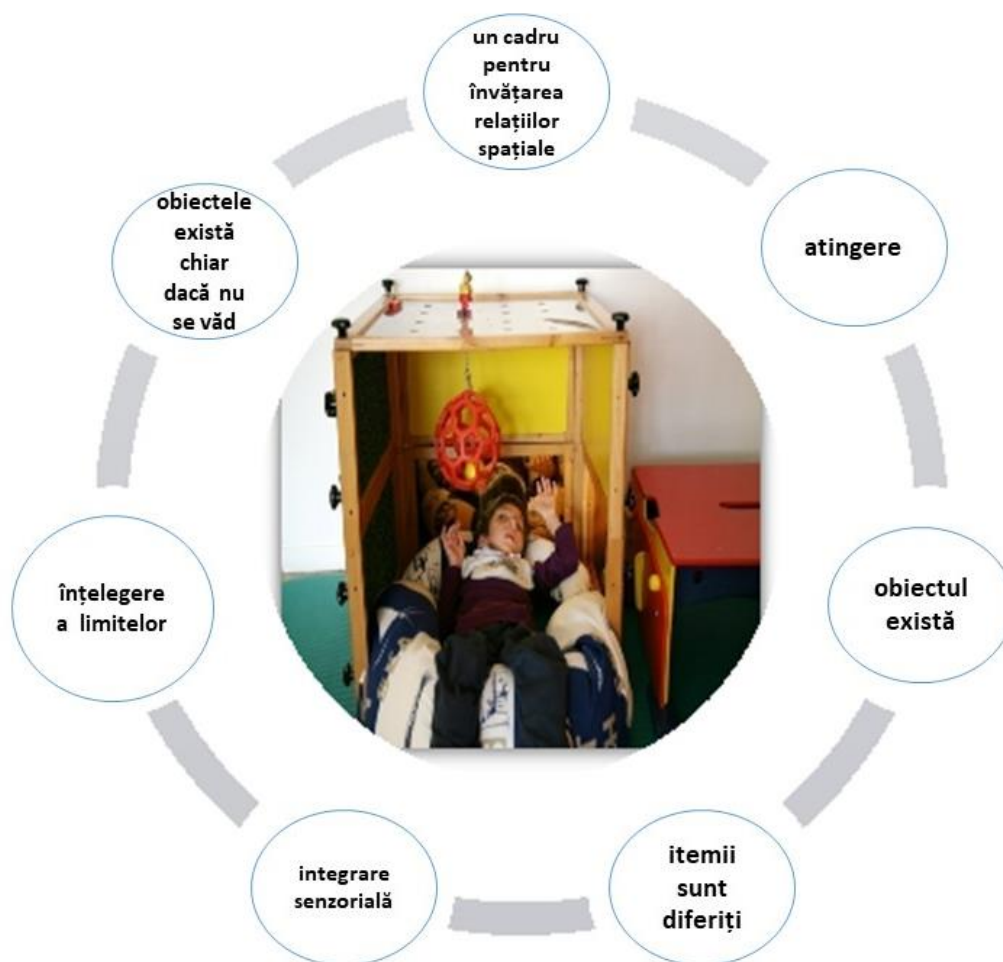 un cadru
pentru
învățarea
relațiilor
spațiale
atingere
obiectul
există
itemii
sunt
diferiți
integrare
senzorială
înțelegere
a limitelor
obiectele
există
chiar
dacă nu
se văd